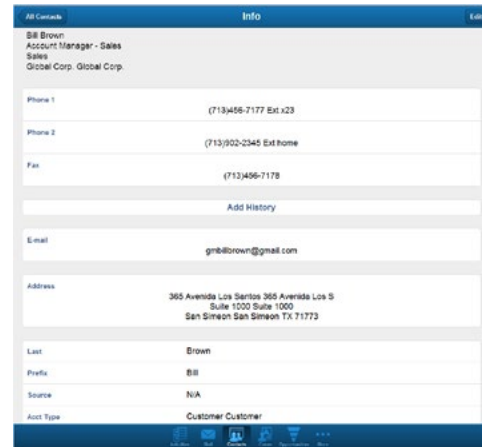 All Contacts
Info
Edit
Bill Brown
Account Manager - Sales
Sales
Global Corp. Global Corp.
Phone 1
(713)456-7177 Ext x23
Phone 2
(713)902-2345 Ext home
Fax
(713)456-7178
Add History
E-mail
gmbillbrown@gmail.com
Address
365 Avenida Los Santos 365 Avenida Los S
Suite 1000 Suite 1000
San Simeon San Simeon TX 71773
Last
Brown
Prefix
Bill
Source
N/A
Acct Type
Customer Customer
Mail
Contacts
More